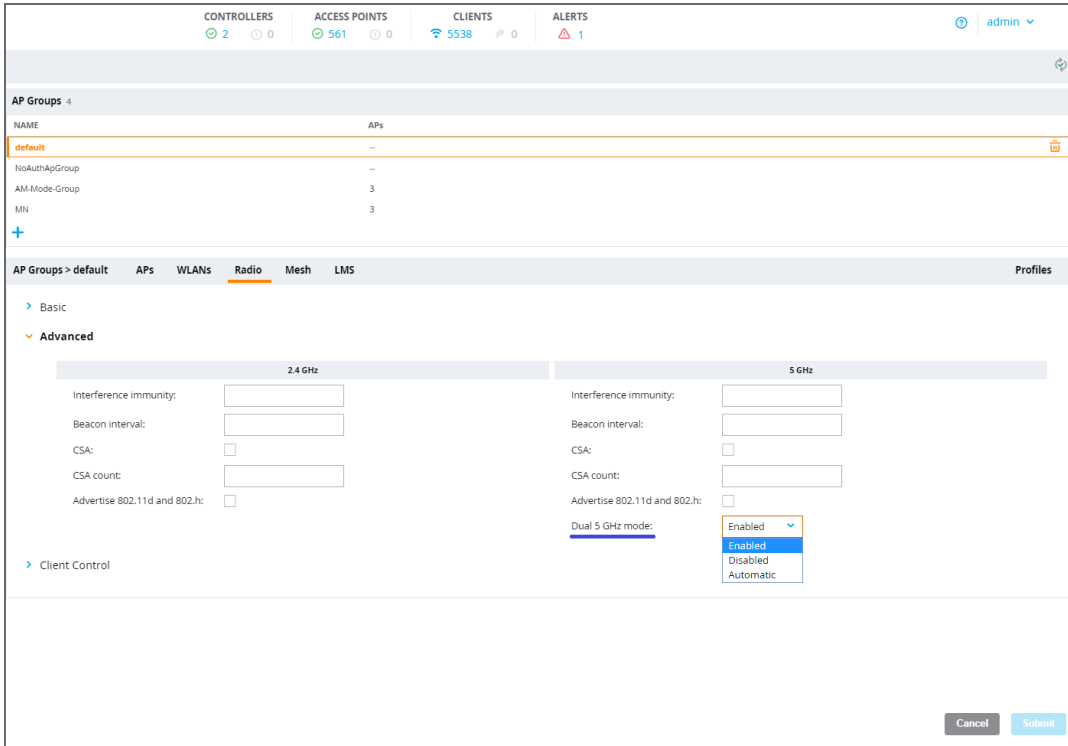 CONTROLLERS ACCESS POINTS CLIENTS ALERTS
2 0 561 0 5538 0 1 admin
AP Groups 4
NAME APs
default --
NoAuthApGroup --
AM-Mode-Group 3
MN 3
+
AP Groups > default APs WLANs Radio Mesh LMS Profiles
> Basic
Advanced
2.4 GHz 5 GHz
Interference immunity: Interference immunity:
Beacon interval: Beacon interval:
CSA: CSA:
CSA count: CSA count:
Advertise 802.11d and 802.h: Advertise 802.11d and 802.h:
Dual 5 GHz mode: Enabled
Enabled
Disabled
> Client Control
Automatic
Cancel Submit